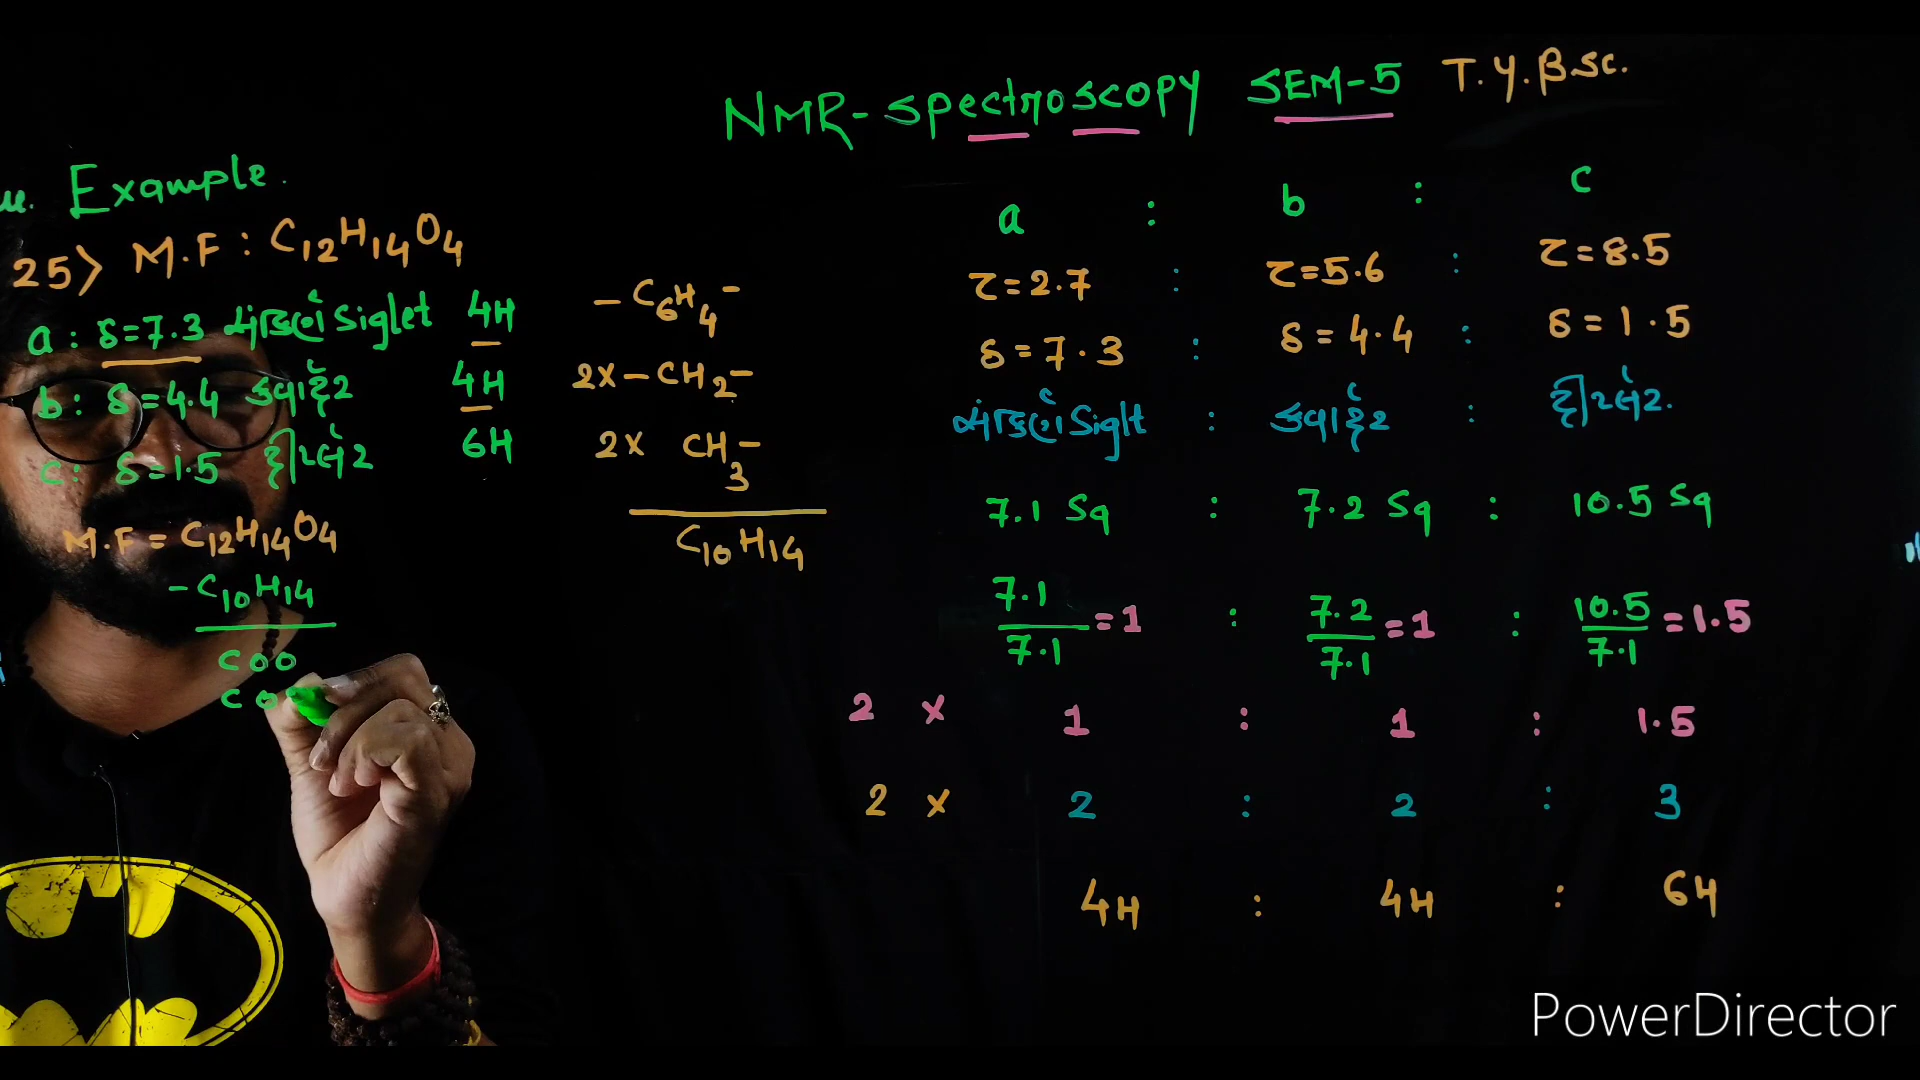 NMR-Spectroscopy SEM-5 T.Y.BSc.
Example.
25) M.F : C12H14O4
a : δ=7.3 સંકીર્ણ Siglet 4H
b : δ=4.4 ક્વાર્ટેટ 4H
c : δ=1.5 ટ્રીપ્લેટ 6H
M.F = C12H14O4
- C10H14
COO
CO
- C6H4 -
2x - CH2 -
2x CH3 -
C10H14
a : b : c
τ=2.7 : τ=5.6 : τ=8.5
δ=7.3 : δ=4.4 : δ=1.5
7.1 Sq : 7.2 Sq : 10.5 Sq
7.1/7.1 =1 : 7.2/7.1 =1 : 10.5/7.1 =1.5
2 x 1 : 1 : 1.5
2 x 2 : 2 : 3
4H : 4H : 6H
PowerDirector